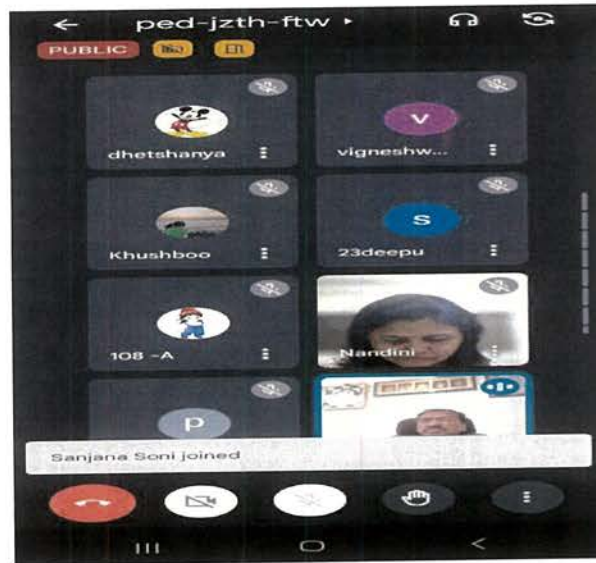 ped-jzth-ftw
PUBLIC
dhetshanya
v
vigneshw...
Khushboo
s
23deepu
108 -A
Nandini
p
Sanjana Soni joined